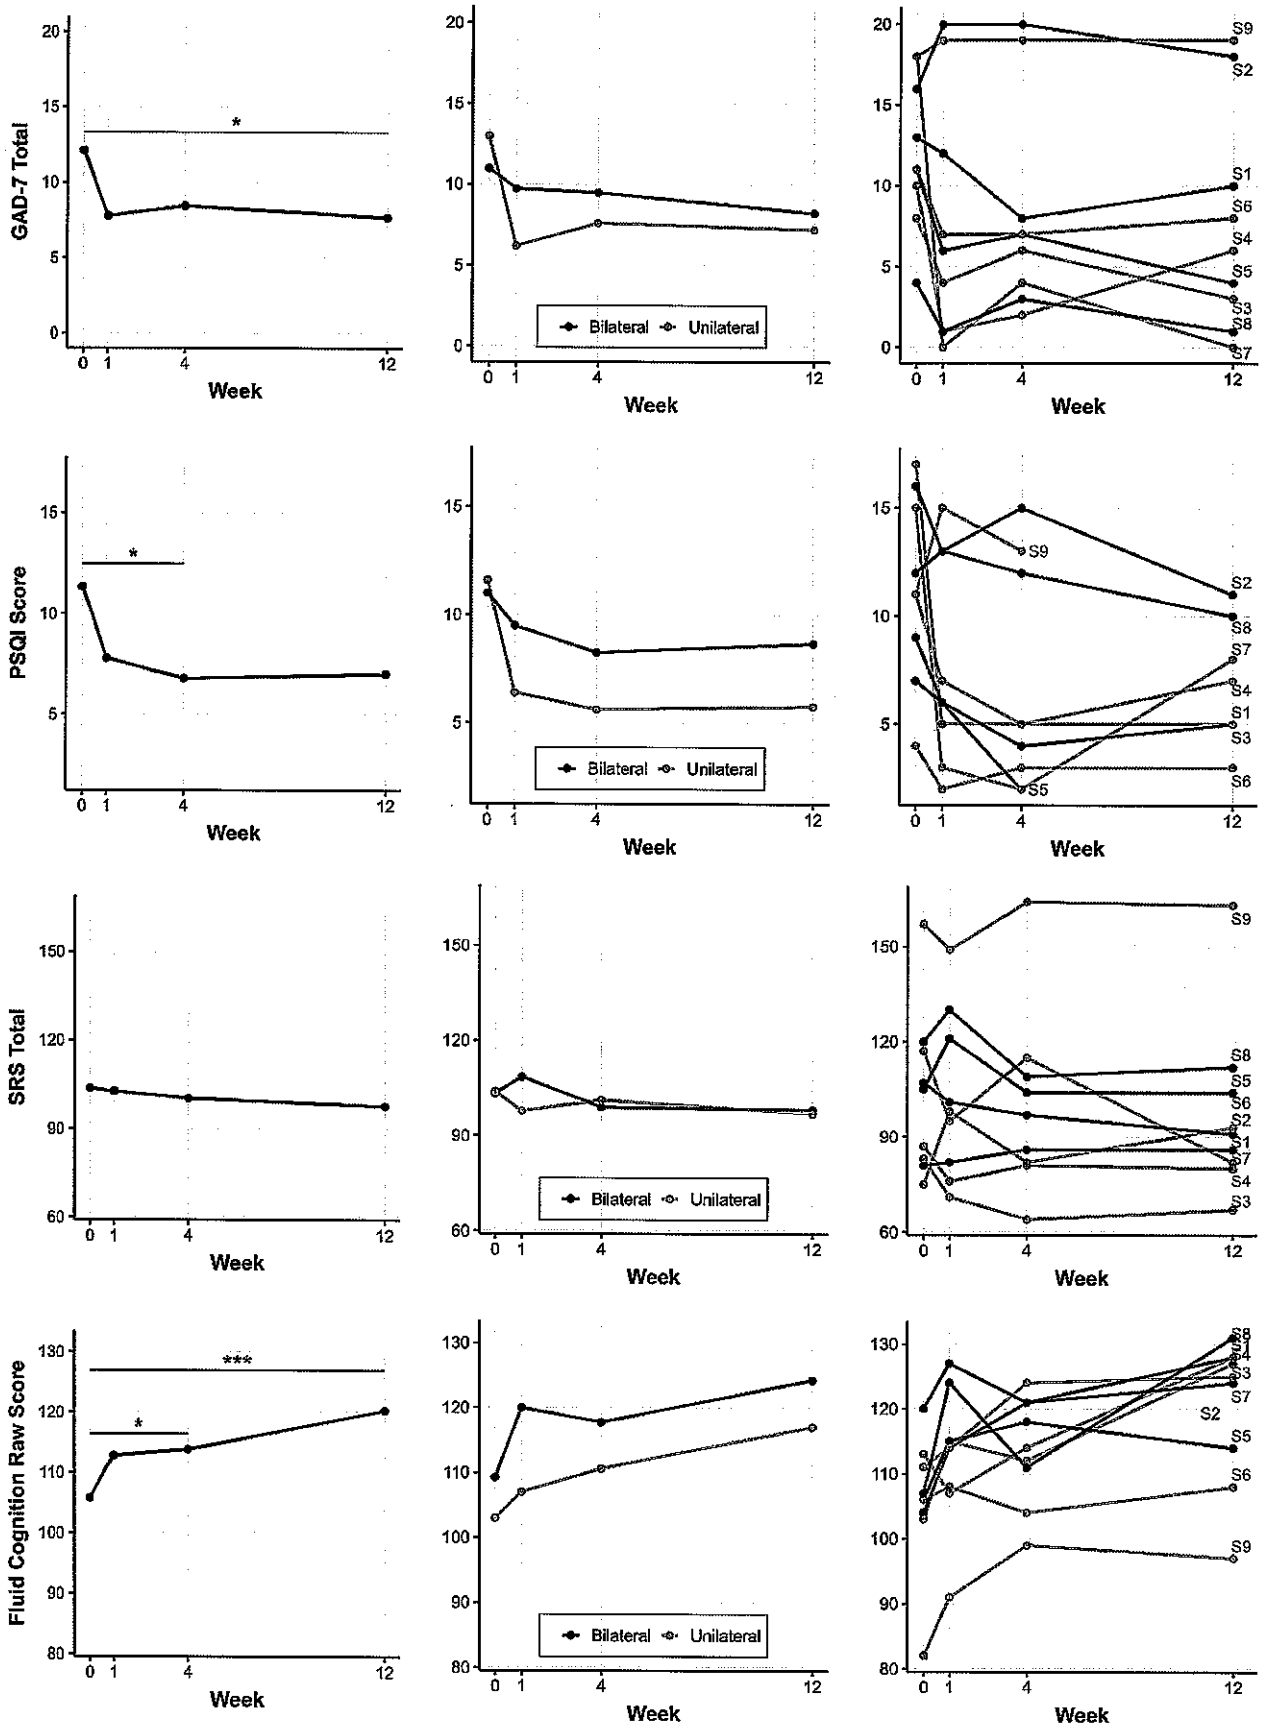 GAD-7 Total
20
15
10
5
0
*
0 1 4 12
Week
20
15
10
5
0
Bilateral Unilateral
0 1 4 12
Week
20
15
10
5
0
S9
S2
S1
S6
S4
S5
S3
S8
S7
0 1 4 12
Week
PSQI Score
15
10
5
*
0 1 4 12
Week
15
10
5
Bilateral Unilateral
0 1 4 12
Week
15
10
5
S9
S2
S8
S7
S4
S1
S3
S6
S5
0 1 4 12
Week
SRS Total
150
120
90
60
0 1 4 12
Week
150
120
90
60
Bilateral Unilateral
0 1 4 12
Week
150
120
90
60
S9
S8
S5
S6
S2
S1
S7
S4
S3
0 1 4 12
Week
Fluid Cognition Raw Score
130
120
110
100
90
80
***
*
0 1 4 12
Week
130
120
110
100
90
80
Bilateral Unilateral
0 1 4 12
Week
130
120
110
100
90
80
S8
S1
S4
S3
S7
S2
S5
S6
S9
0 1 4 12
Week